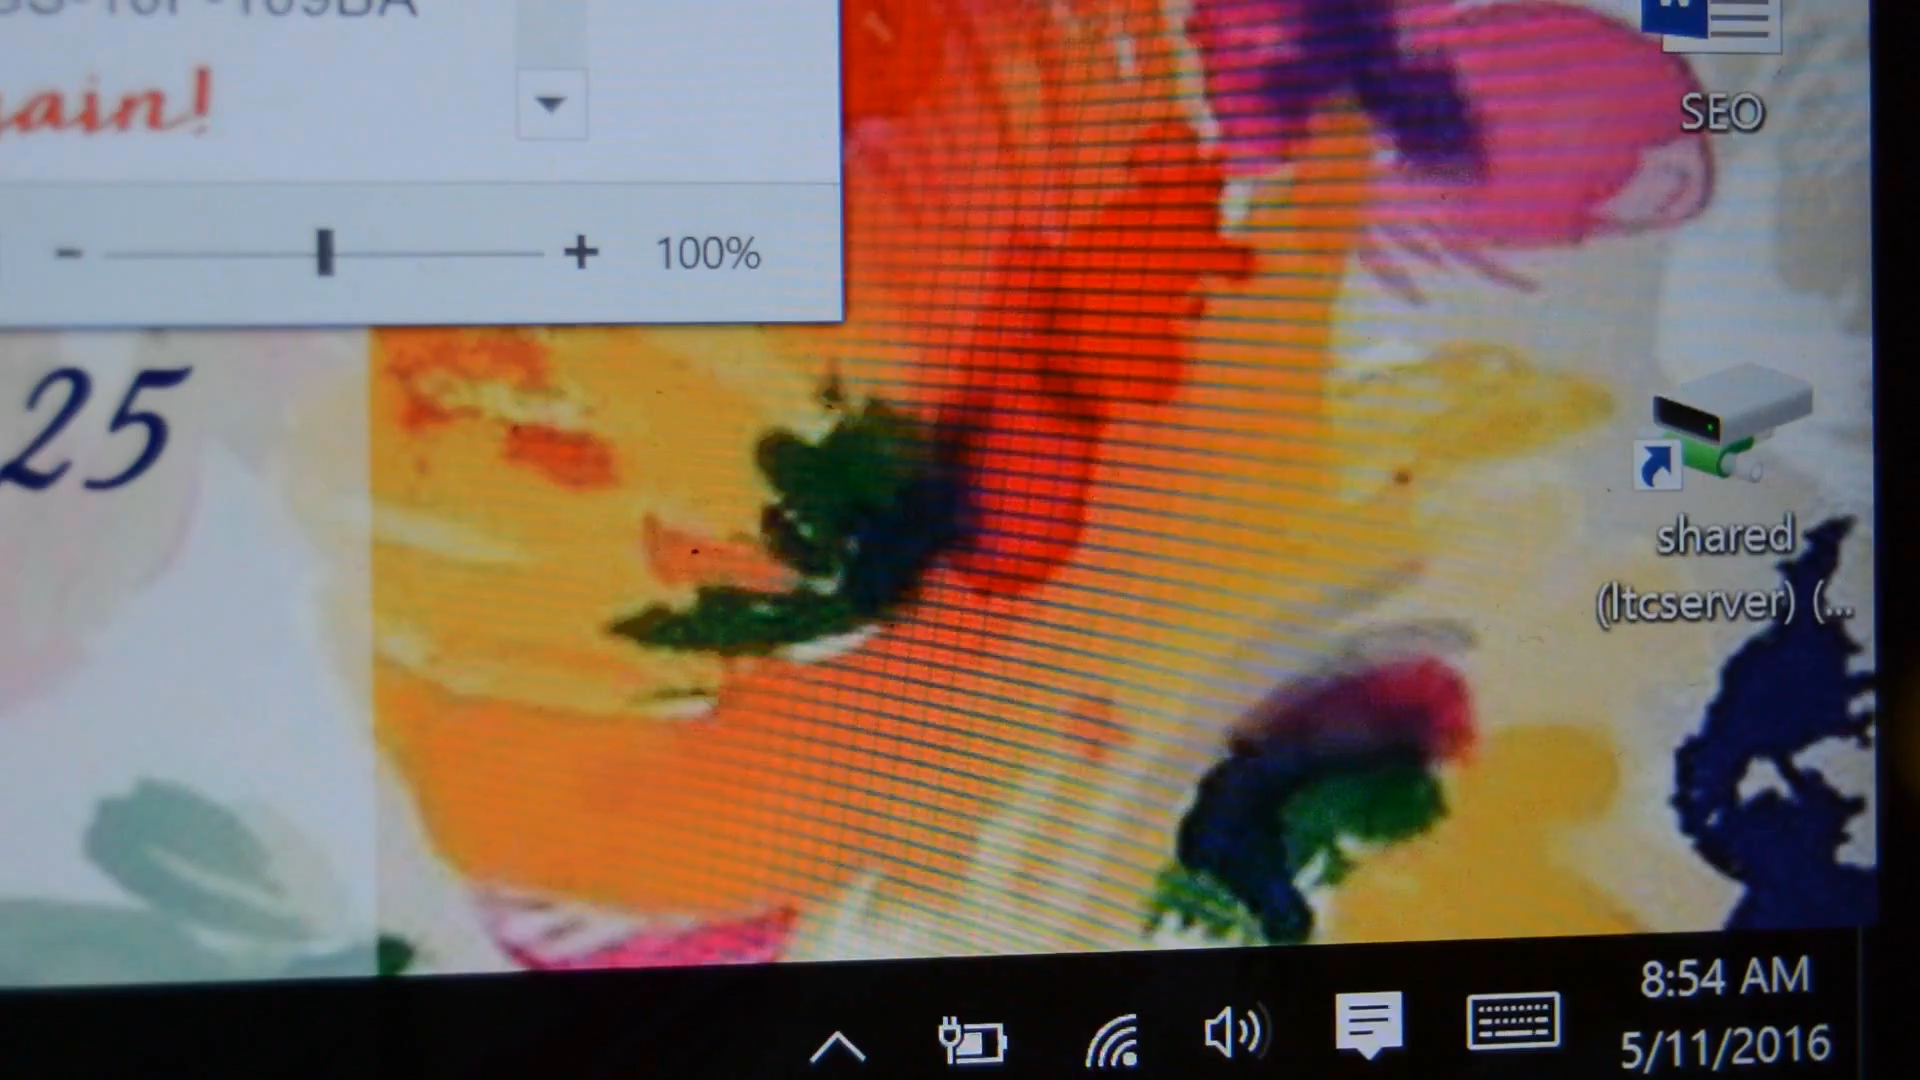 ain!
100%
25
SEO
shared
(ltcserver) (...
8:54 AM
5/11/2016